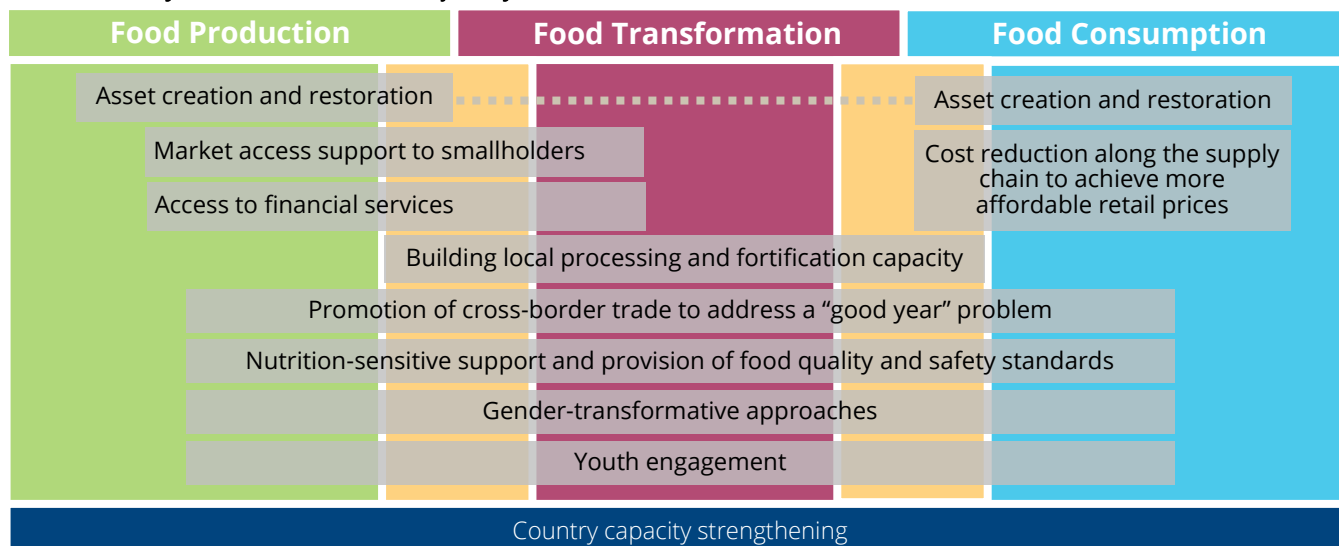 Food Production
Food Transformation
Food Consumption
Asset creation and restoration
Asset creation and restoration
Market access support to smallholders
Cost reduction along the supply
chain to achieve more
affordable retail prices
Access to financial services
Building local processing and fortification capacity
Promotion of cross-border trade to address a “good year” problem
Nutrition-sensitive support and provision of food quality and safety standards
Gender-transformative approaches
Youth engagement
Country capacity strengthening